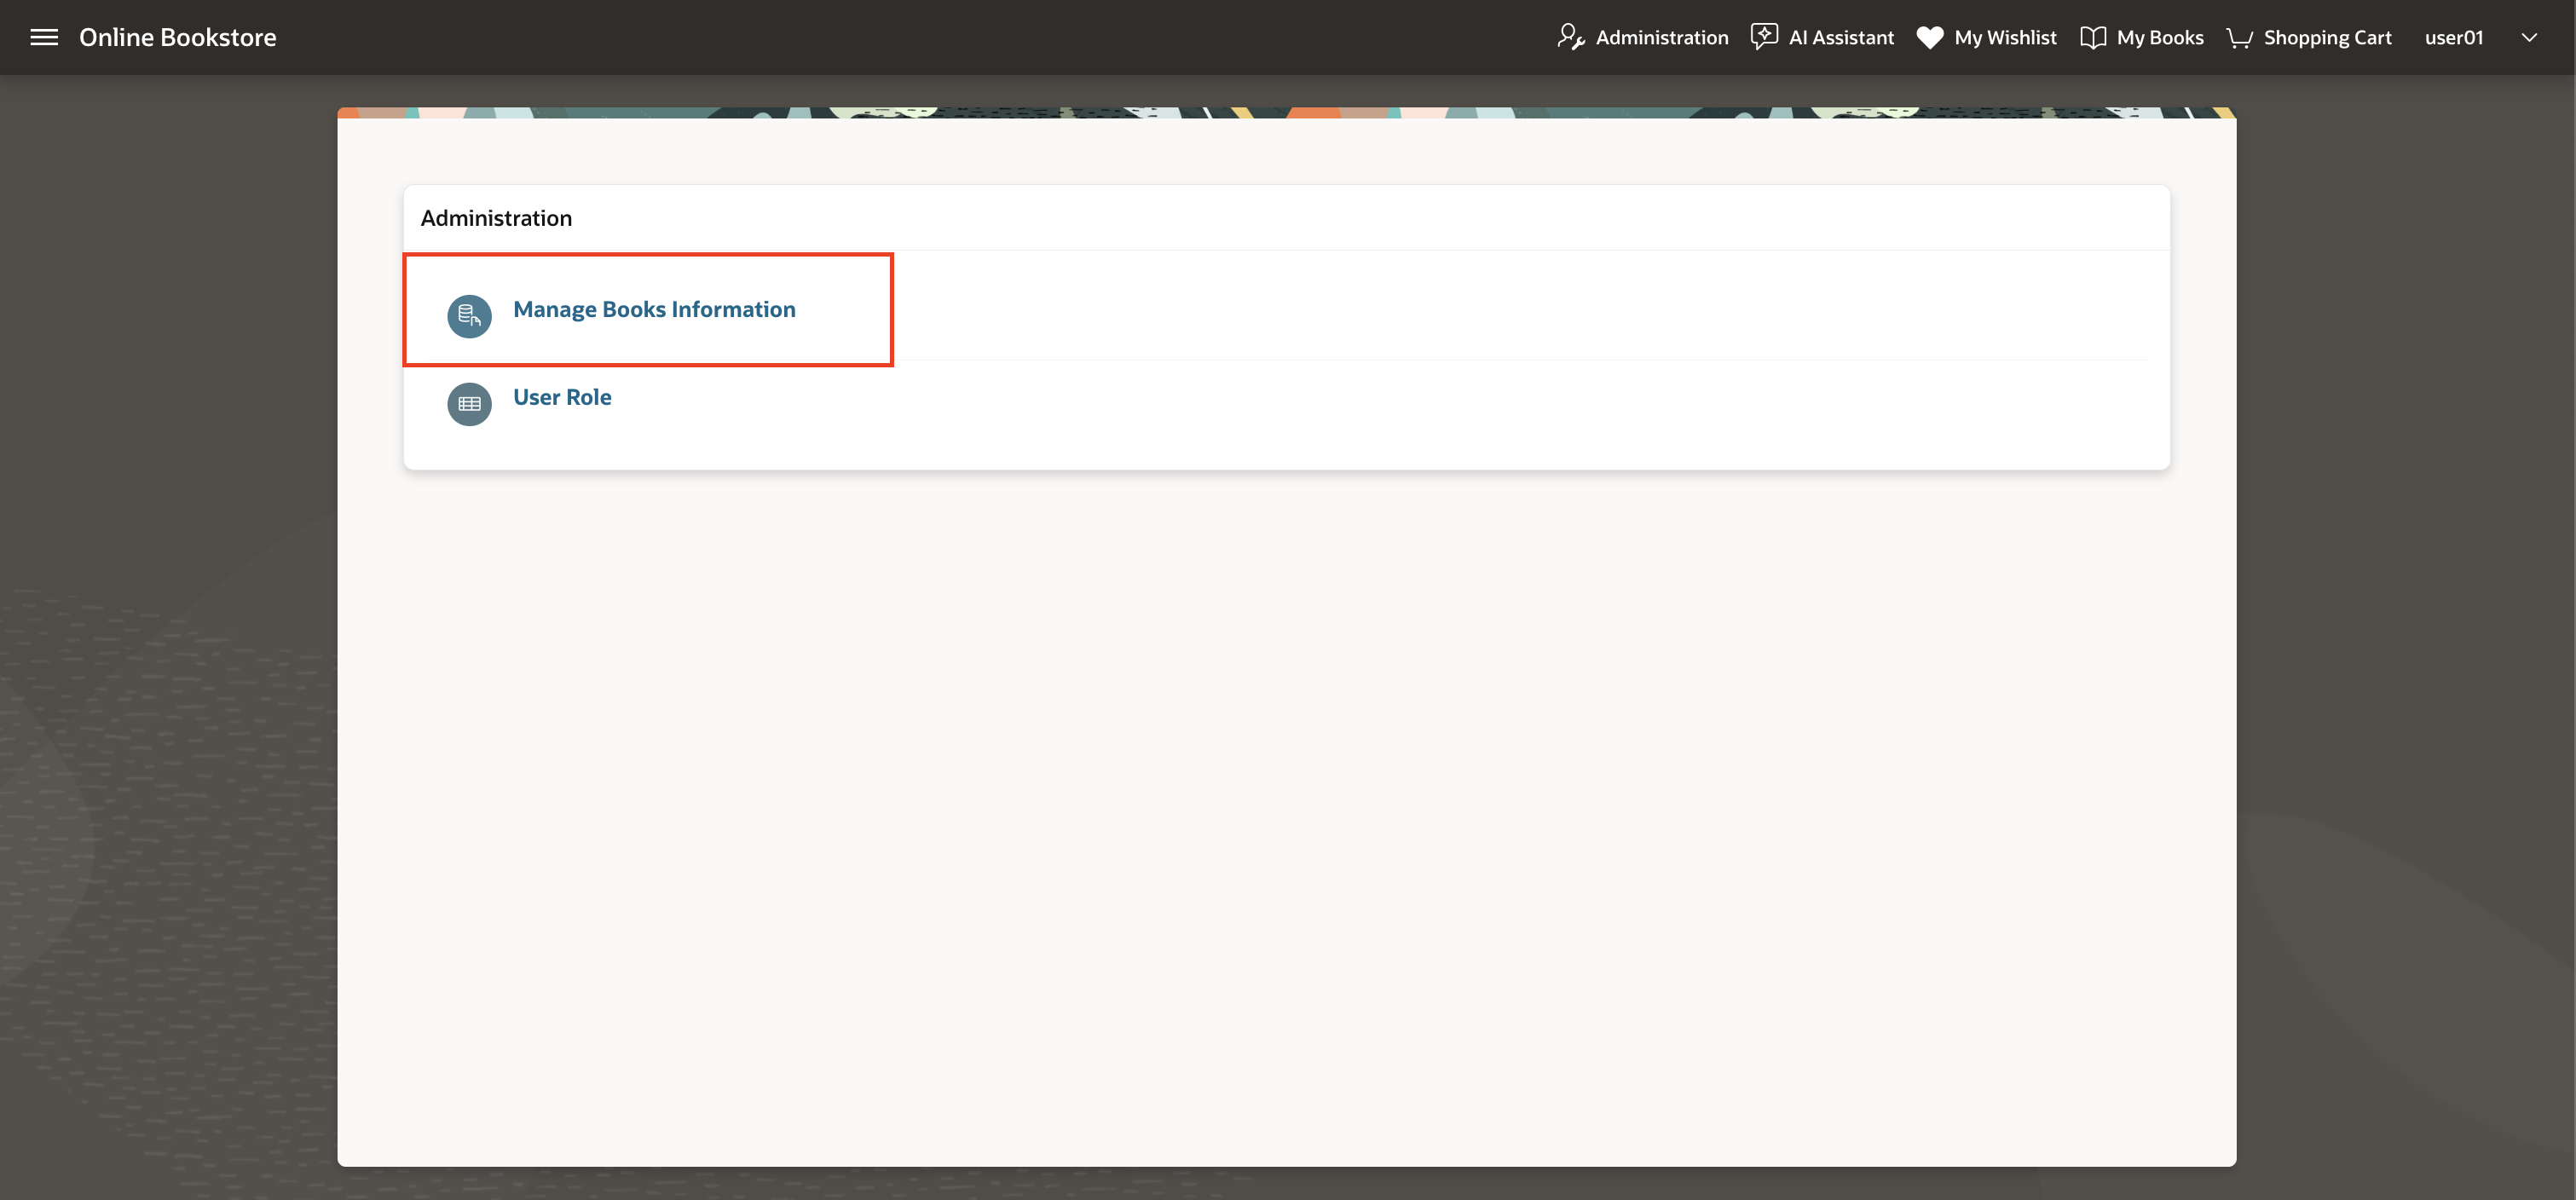 Online Bookstore
Administration AI Assistant My Wishlist My Books Shopping Cart user01
Administration
Manage Books Information
User Role